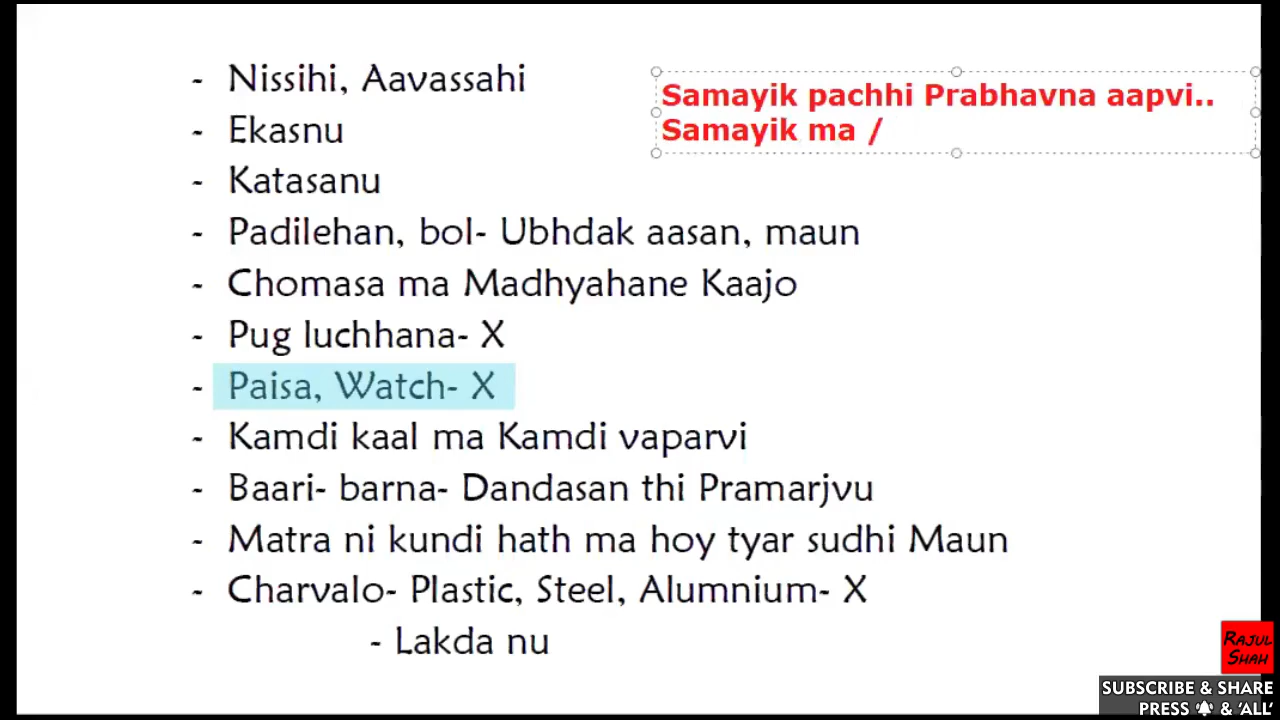 - Nissihi, Aavassahi
Samayik pachhi Prabhavna aapvi..
Samayik ma /
- Ekasnu
- Katasanu
- Padilehan, bol- Ubhdak aasan, maun
- Chomasa ma Madhyahane Kaajo
- Pug luchhana- X
- Paisa, Watch- X
- Kamdi kaal ma Kamdi vaparvi
- Baari- barna- Dandasan thi Pramarjvu
- Matra ni kundi hath ma hoy tyar sudhi Maun
- Charvalo- Plastic, Steel, Alumnium- X
- Lakda nu
RAJUL
SHAH
SUBSCRIBE & SHARE
PRESS 🔔 & ‘ALL’